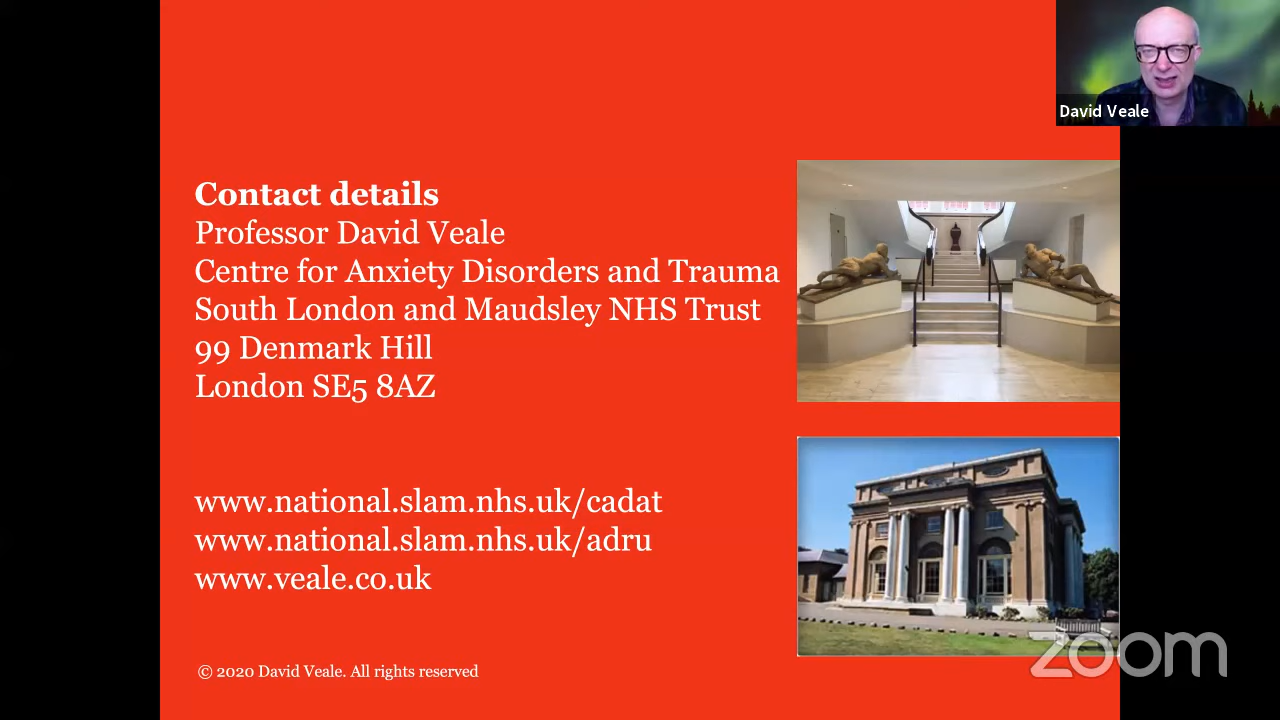 David Veale
Contact details
Professor David Veale
Centre for Anxiety Disorders and Trauma
South London and Maudsley NHS Trust
99 Denmark Hill
London SE5 8AZ
www.national.slam.nhs.uk/cadat
www.national.slam.nhs.uk/adru
www.veale.co.uk
© 2020 David Veale. All rights reserved
zoom